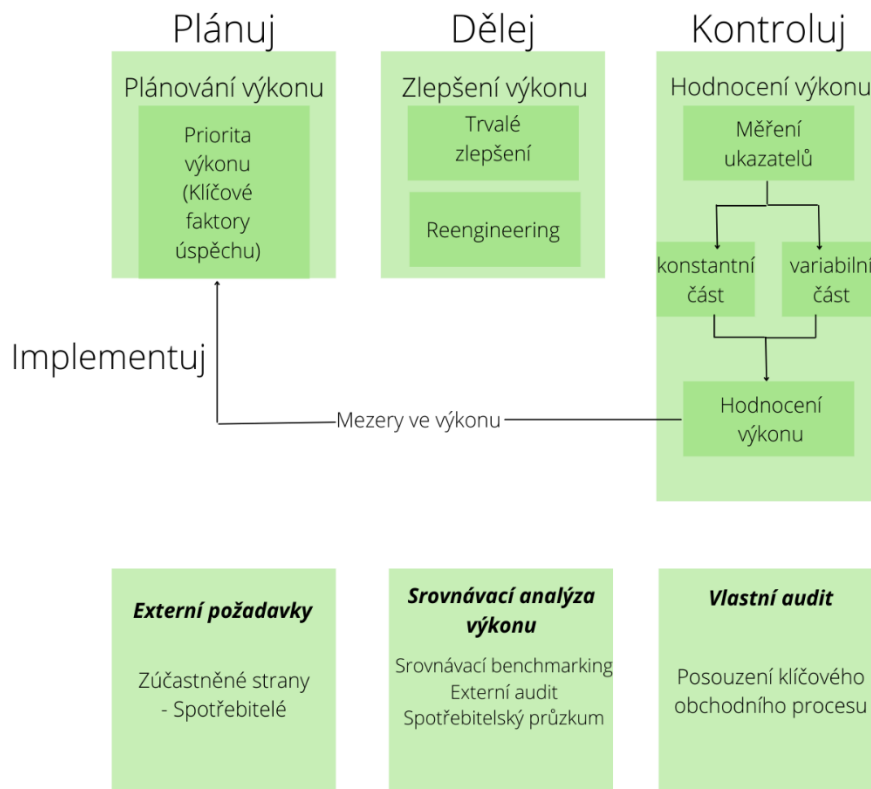 Plánuj
Dělej
Kontroluj
Plánování výkonu
Priorita
výkonu
(Klíčové
faktory
úspěchu)
Zlepšení výkonu
Trvalé
zlepšení
Reengineering
Hodnocení výkonu
Měření
ukazatelů
konstantní
část
variabilní
část
Hodnocení
výkonu
Implementuj
Mezery ve výkonu
Externí požadavky
Zúčastněné strany
- Spotřebitelé
Srovnávací analýza
výkonu
Srovnávací benchmarking
Externí audit
Spotřebitelský průzkum
Vlastní audit
Posouzení klíčového
obchodního procesu